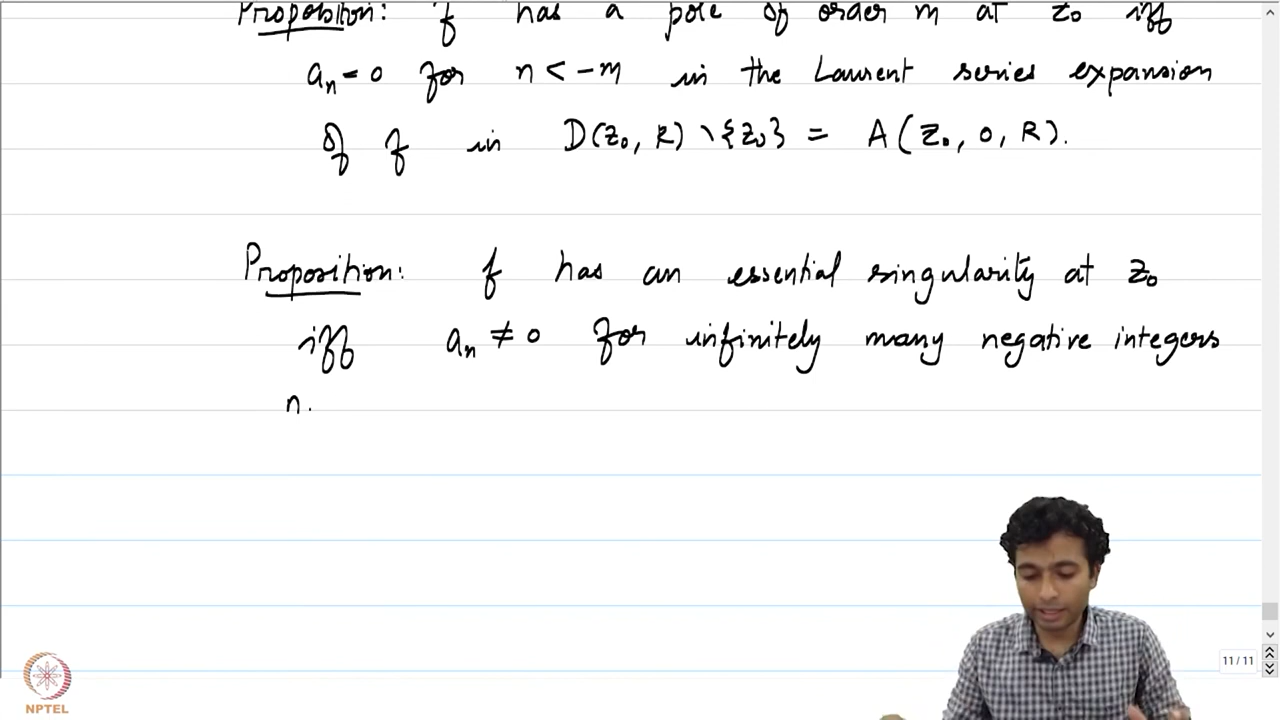 Proposition: f has a pole of order m at z₀ iff
aₙ = 0 for n < -m in the Laurent series expansion
of f in D(z₀, R) \ {z₀} = A(z₀, 0, R).
Proposition: f has an essential singularity at z₀
iff aₙ ≠ 0 for infinitely many negative integers
n.
11/11
NPTEL